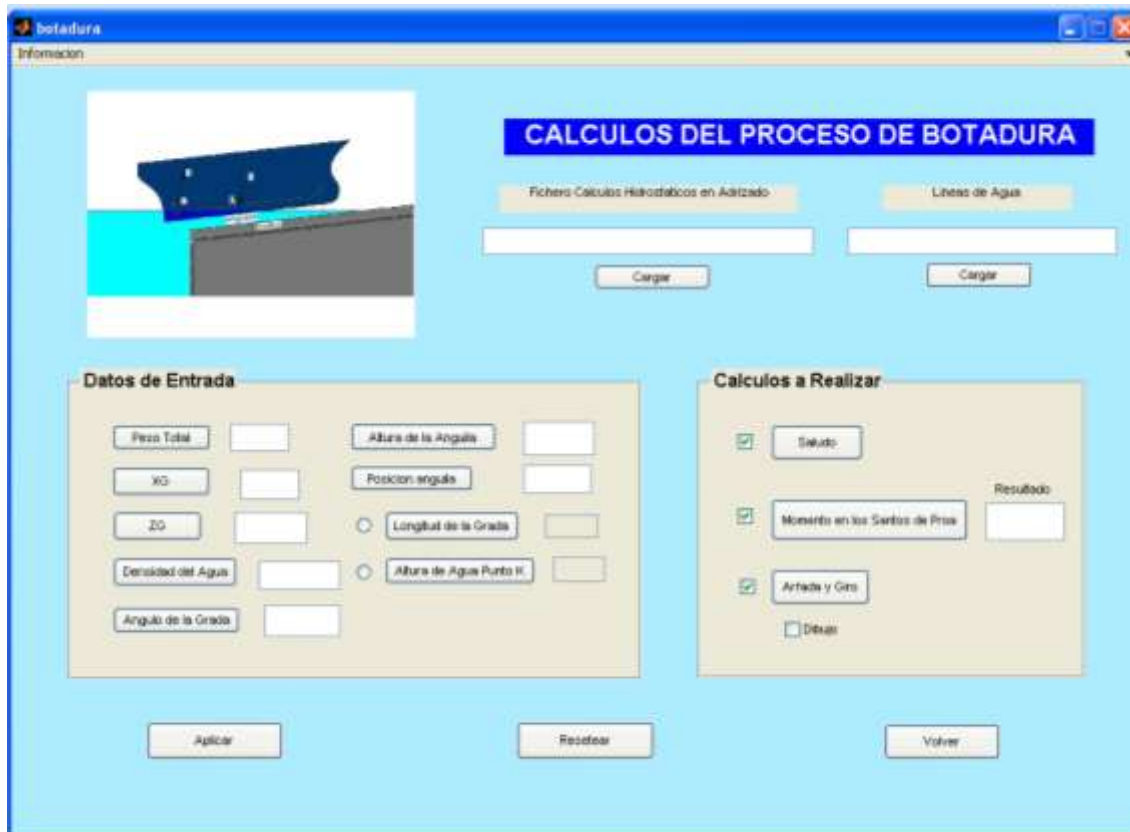 botadura
Informacion
CALCULOS DEL PROCESO DE BOTADURA
Fichero Calculos Hidrostaticos en Adrizado
Lineas de Agua
Cargar
Cargar
Datos de Entrada
Peso Total
XG
ZG
Densidad del Agua
Angulo de la Grada
Altura de la Anguila
Posicion anguila
Longitud de la Grada
Altura de Agua Punto K
Calculos a Realizar
Saludo
Resultado
Momento en los Santos de Proa
Arfada y Giro
Dibujo
Aplicar
Resetear
Volver